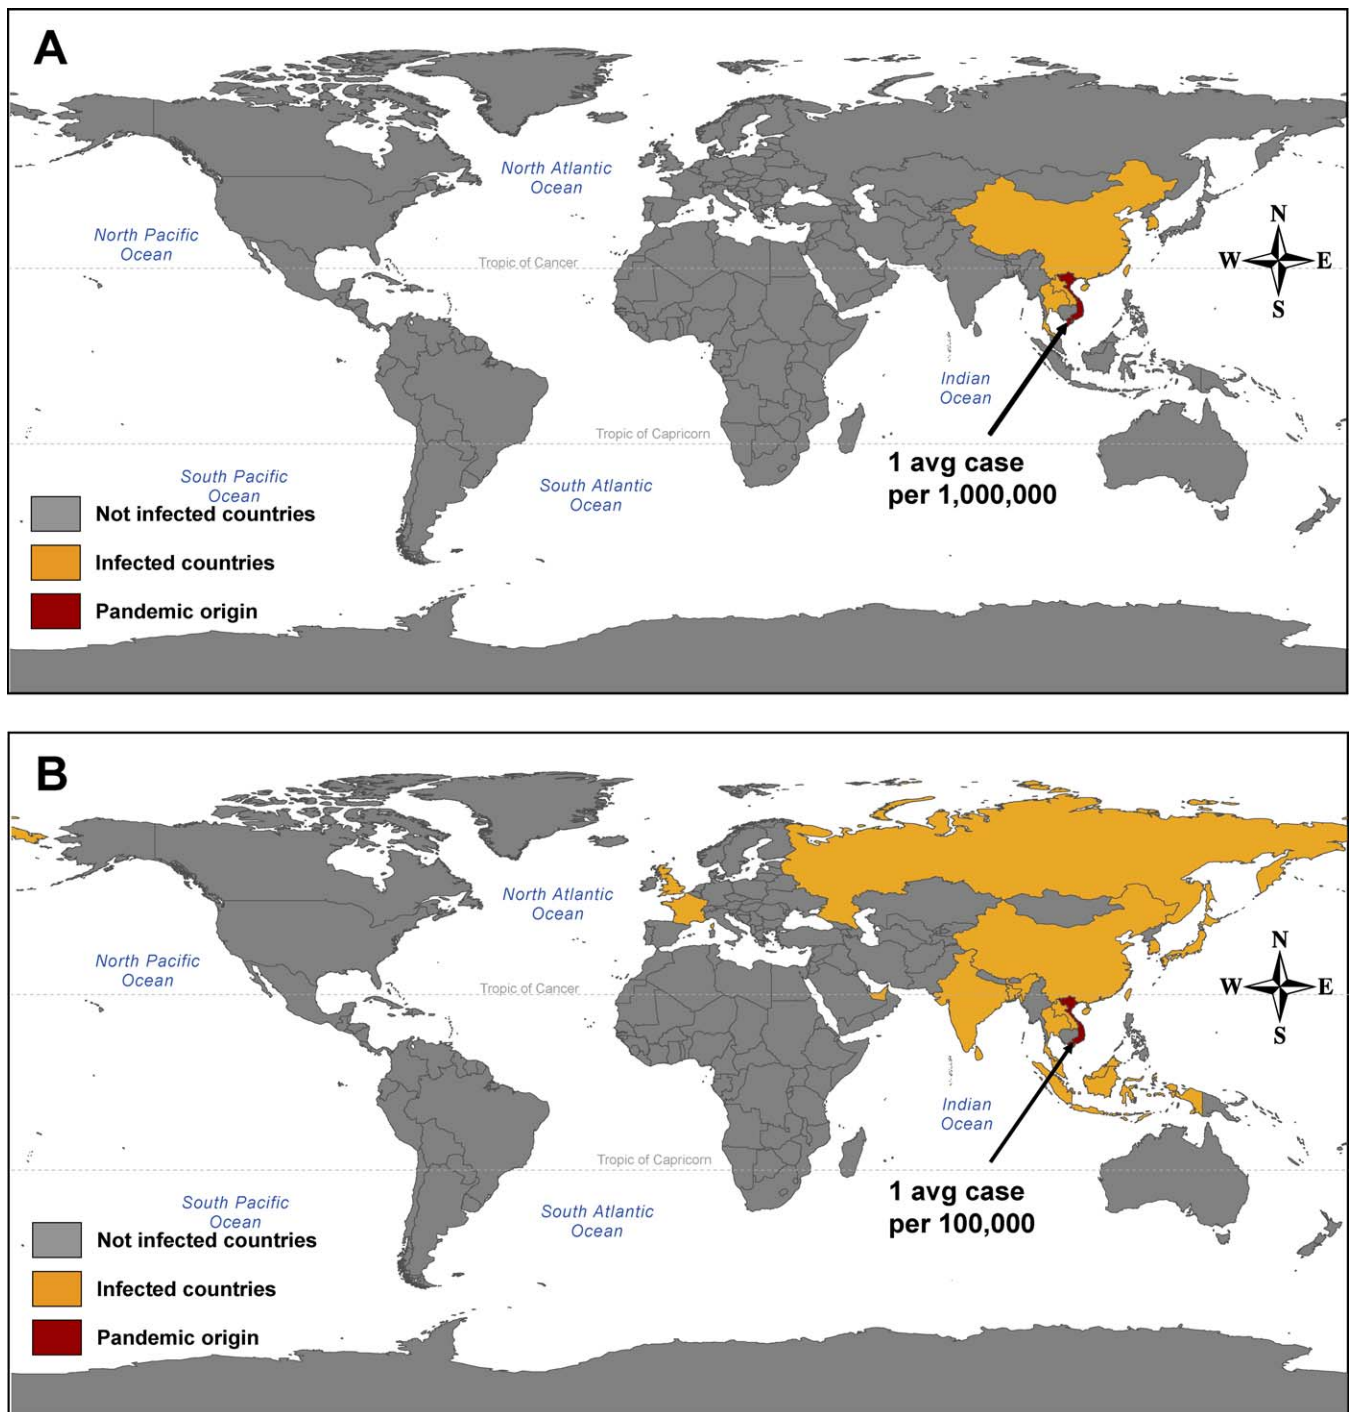 A
North Atlantic
Ocean
North Pacific
Ocean
N
W E
S
Tropic of Cancer
Indian
Ocean
Tropic of Capricorn
1 avg case
per 1,000,000
South Pacific
Ocean
South Atlantic
Ocean
Not infected countries
Infected countries
Pandemic origin
B
North Atlantic
Ocean
North Pacific
Ocean
N
W E
S
Tropic of Cancer
Indian
Ocean
Tropic of Capricorn
1 avg case
per 100,000
South Pacific
Ocean
South Atlantic
Ocean
Not infected countries
Infected countries
Pandemic origin